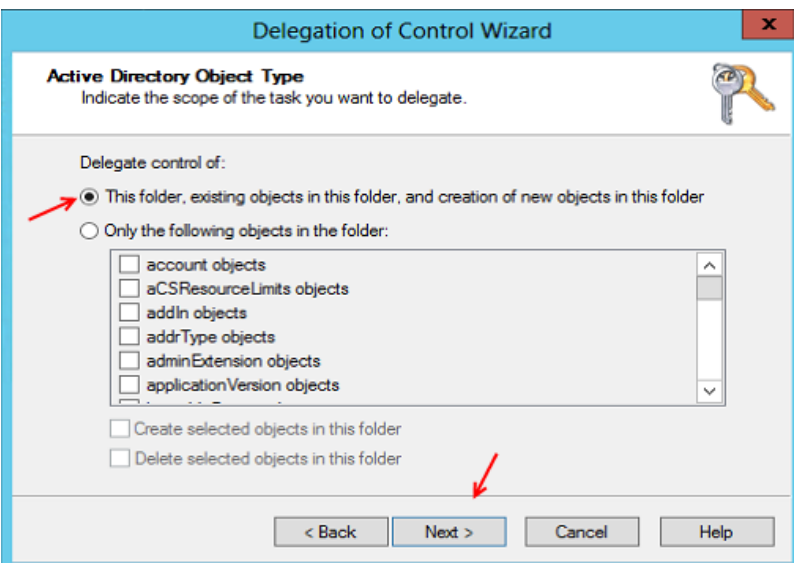 Delegation of Control Wizard
x
Active Directory Object Type
Indicate the scope of the task you want to delegate.
Delegate control of:
This folder, existing objects in this folder, and creation of new objects in this folder
Only the following objects in the folder:
account objects
aCSResourceLimits objects
addIn objects
addrType objects
adminExtension objects
applicationVersion objects
Create selected objects in this folder
Delete selected objects in this folder
< Back
Next >
Cancel
Help